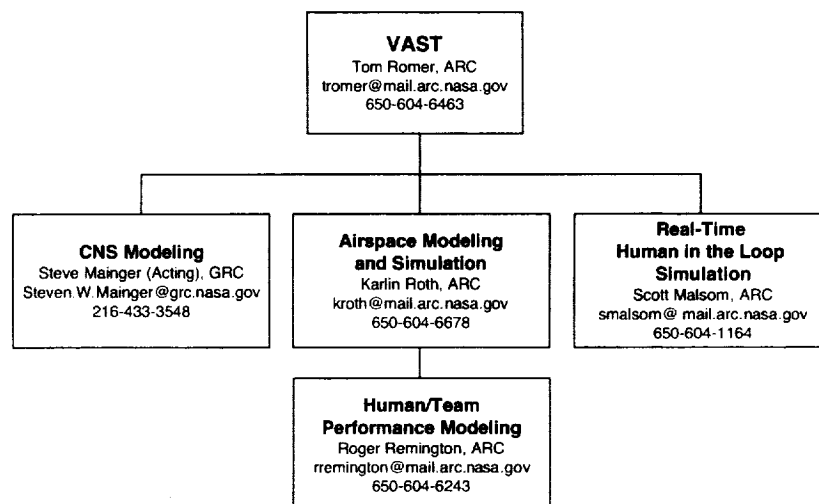 VAST
Tom Romer, ARC
tromer@mail.arc.nasa.gov
650-604-6463
CNS Modeling
Steve Mainger (Acting), GRC
Steven.W.Mainger@grc.nasa.gov
216-433-3548
Airspace Modeling
and Simulation
Karlin Roth, ARC
kroth@mail.arc.nasa.gov
650-604-6678
Real-Time
Human in the Loop
Simulation
Scott Malsom, ARC
smalsom@ mail.arc.nasa.gov
650-604-1164
Human/Team
Performance Modeling
Roger Remington, ARC
rremington@mail.arc.nasa.gov
650-604-6243